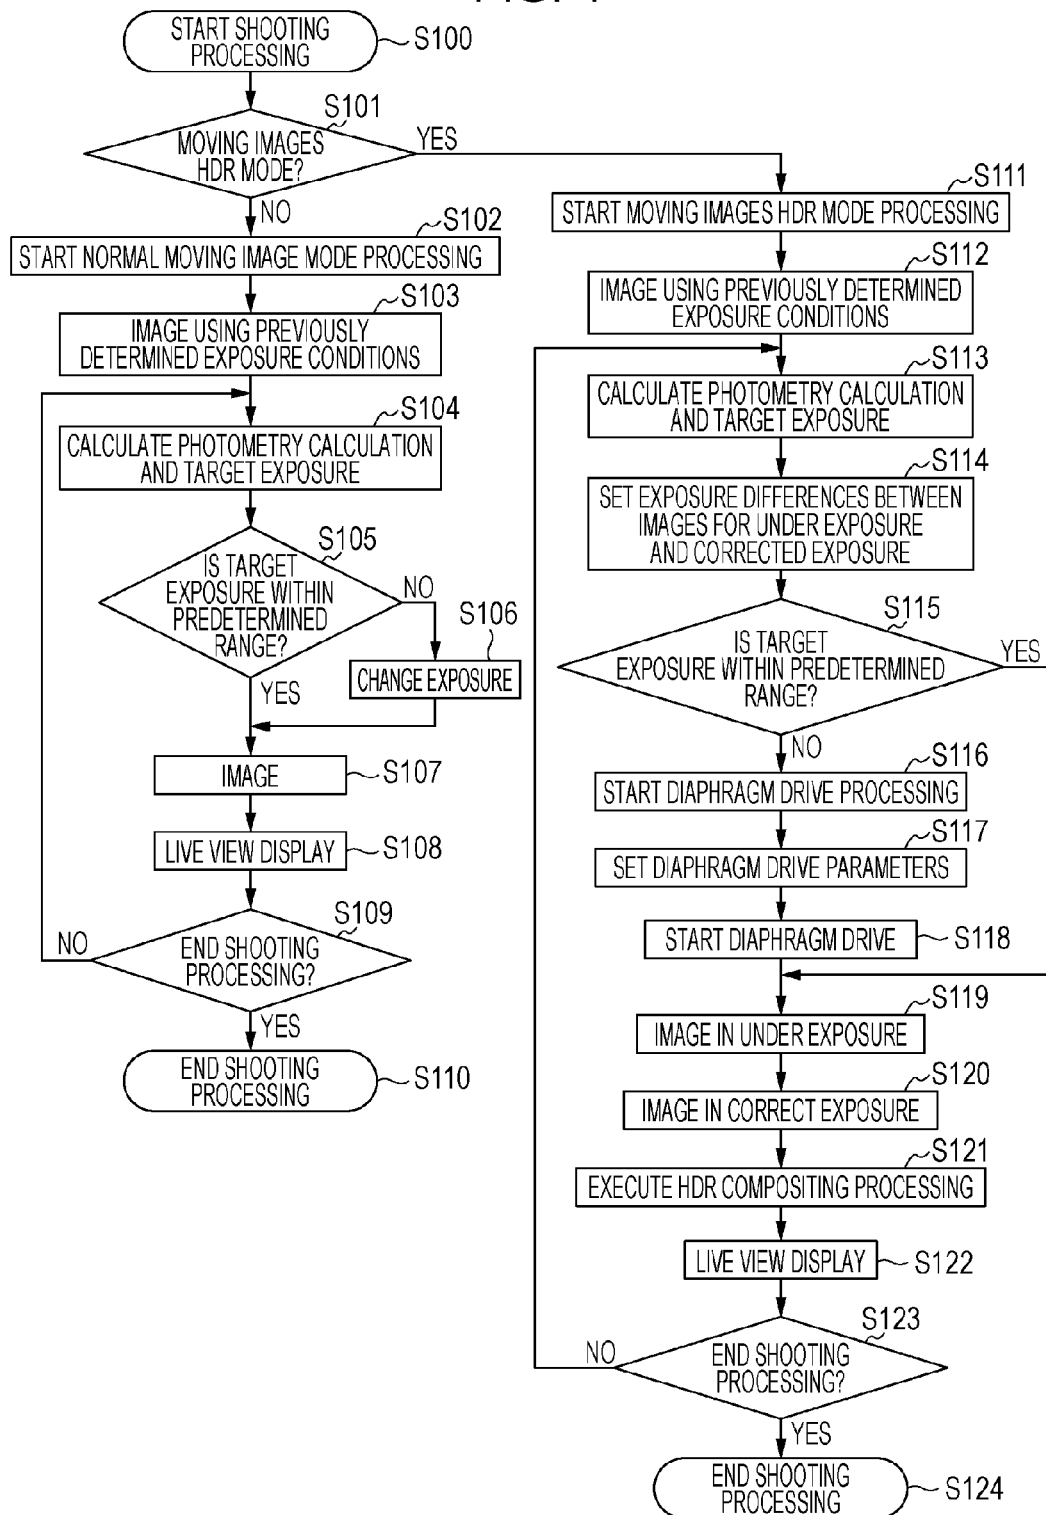 START SHOOTING
PROCESSING
S100
S101
MOVING IMAGES
HDR MODE?
YES
NO
S102
START NORMAL MOVING IMAGE MODE PROCESSING
S103
IMAGE USING PREVIOUSLY
DETERMINED EXPOSURE CONDITIONS
S104
CALCULATE PHOTOMETRY CALCULATION
AND TARGET EXPOSURE
S105
IS TARGET
EXPOSURE WITHIN
PREDETERMINED
RANGE?
NO
S106
CHANGE EXPOSURE
YES
IMAGE
S107
LIVE VIEW DISPLAY
S108
S109
NO
END SHOOTING
PROCESSING?
YES
END SHOOTING
PROCESSING
S110
S111
START MOVING IMAGES HDR MODE PROCESSING
S112
IMAGE USING PREVIOUSLY DETERMINED
EXPOSURE CONDITIONS
S113
CALCULATE PHOTOMETRY CALCULATION
AND TARGET EXPOSURE
S114
SET EXPOSURE DIFFERENCES BETWEEN
IMAGES FOR UNDER EXPOSURE
AND CORRECTED EXPOSURE
S115
IS TARGET
EXPOSURE WITHIN PREDETERMINED
RANGE?
YES
NO
S116
START DIAPHRAGM DRIVE PROCESSING
S117
SET DIAPHRAGM DRIVE PARAMETERS
START DIAPHRAGM DRIVE
S118
S119
IMAGE IN UNDER EXPOSURE
S120
IMAGE IN CORRECT EXPOSURE
S121
EXECUTE HDR COMPOSITING PROCESSING
LIVE VIEW DISPLAY
S122
S123
NO
END SHOOTING
PROCESSING?
YES
END SHOOTING
PROCESSING
S124